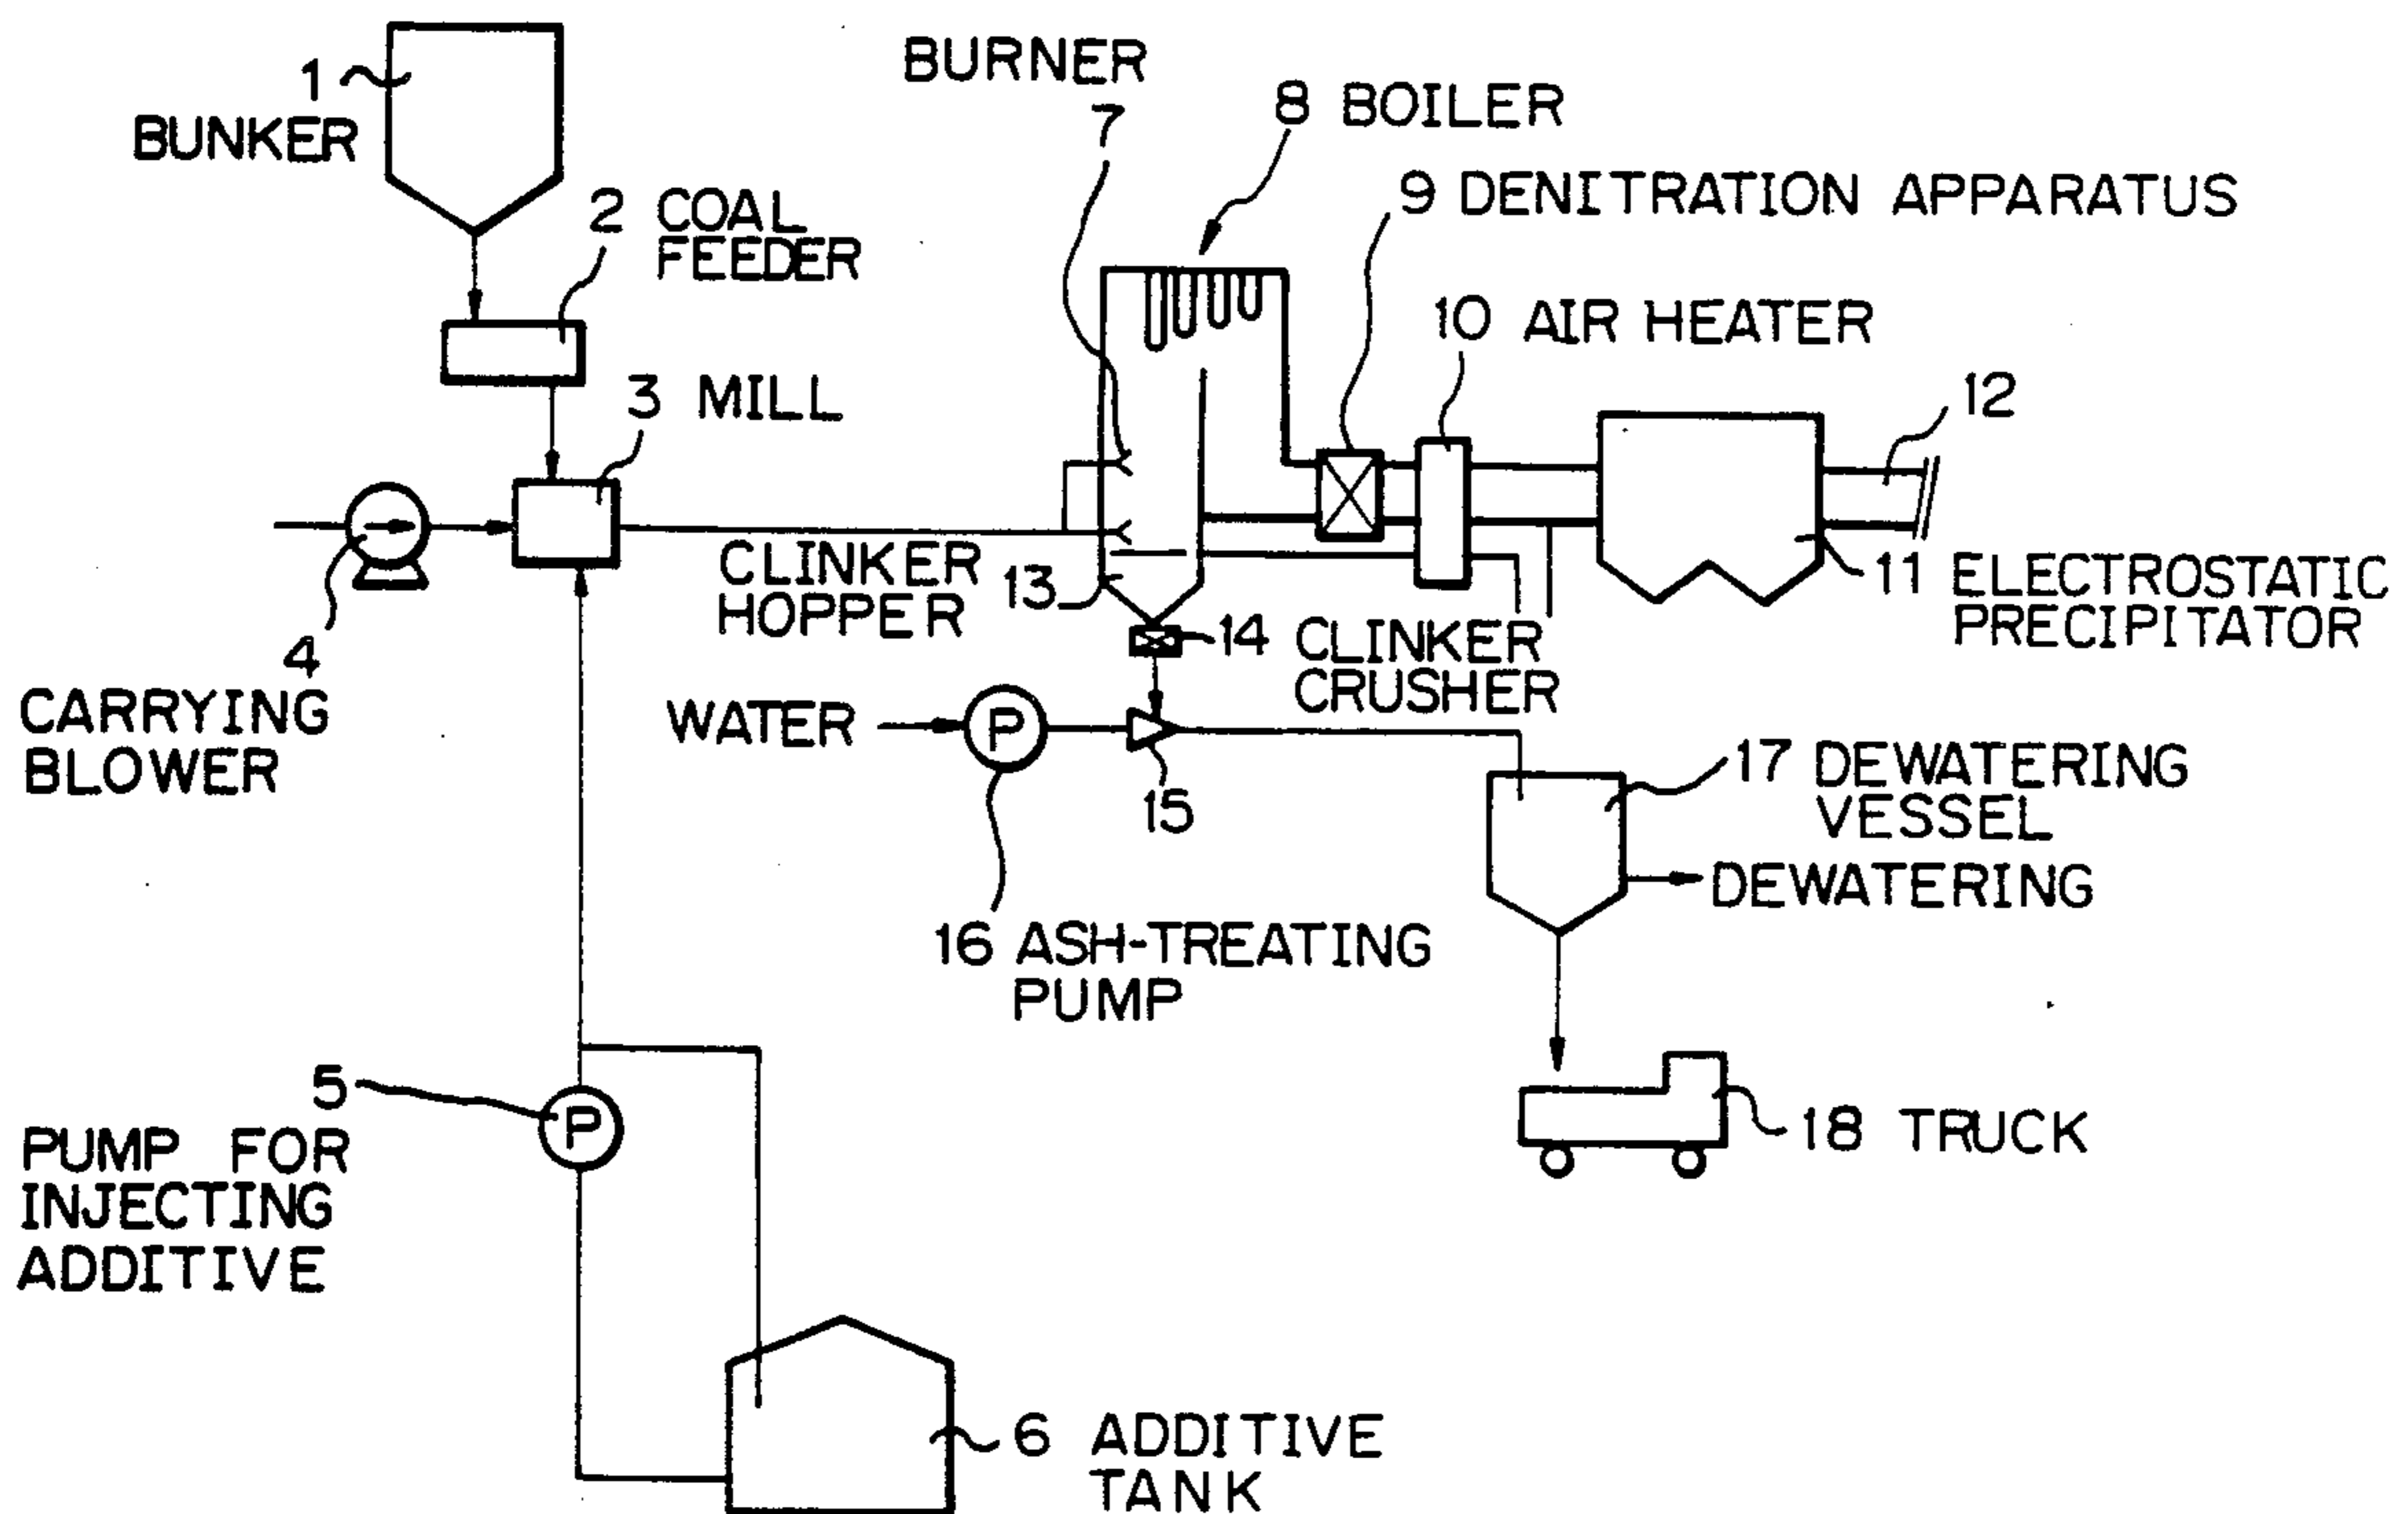 1
BUNKER
2 COAL
FEEDER
3 MILL
4
CARRYING
BLOWER
BURNER
7
8 BOILER
9 DENITRATION APPARATUS
10 AIR HEATER
12
11 ELECTROSTATIC
PRECIPITATOR
CLINKER
HOPPER 13
14 CLINKER
CRUSHER
WATER
P
15
16 ASH-TREATING
PUMP
17 DEWATERING
VESSEL
DEWATERING
18 TRUCK
5
P
PUMP FOR
INJECTING
ADDITIVE
6 ADDITIVE
TANK